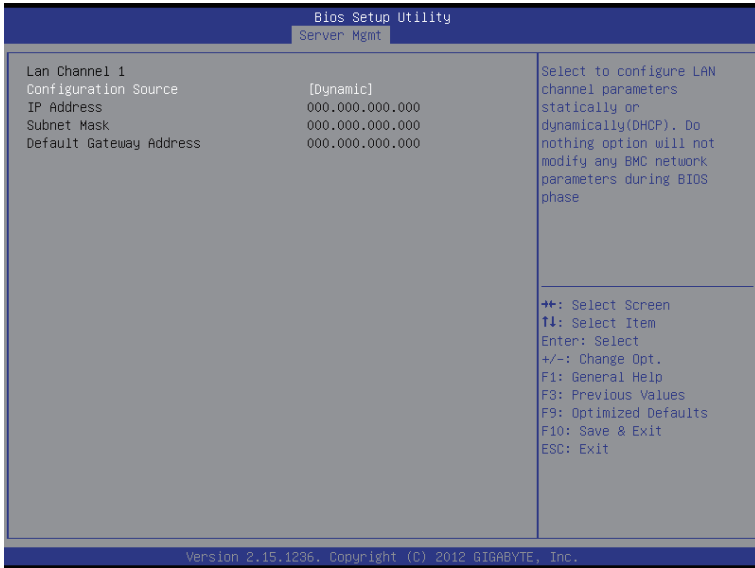 Bios Setup Utility
Server Mgmt
Lan Channel 1
Configuration Source [Dynamic]
IP Address 000.000.000.000
Subnet Mask 000.000.000.000
Default Gateway Address 000.000.000.000
Select to configure LAN
channel parameters
statically or
dynamically(DHCP). Do
nothing option will not
modify any BMC network
parameters during BIOS
phase
→←: Select Screen
↑↓: Select Item
Enter: Select
+/-: Change Opt.
F1: General Help
F3: Previous Values
F9: Optimized Defaults
F10: Save & Exit
ESC: Exit
Version 2.15.1236. Copyright (C) 2012 GIGABYTE, Inc.